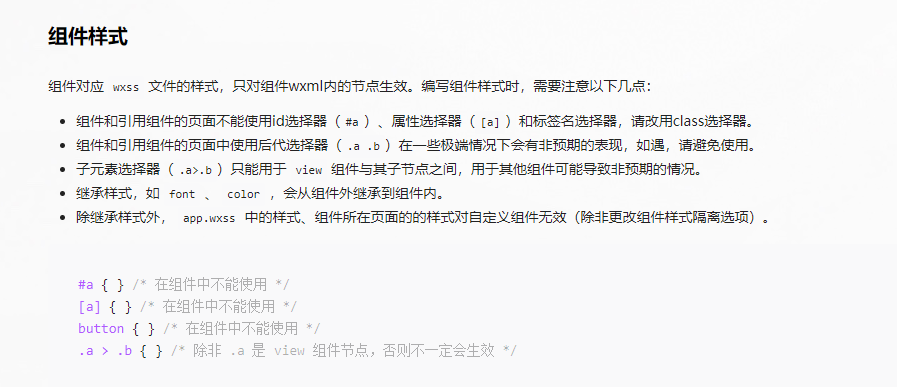 组件样式
组件对应 wxss 文件的样式，只对组件wxml内的节点生效。编写组件样式时，需要注意以下几点：
组件和引用组件的页面不能使用id选择器（ #a ）、属性选择器（ [a] ）和标签名选择器，请改用class选择器。
组件和引用组件的页面中使用后代选择器（ .a .b ）在一些极端情况下会有非预期的表现，如遇，请避免使用。
子元素选择器（ .a>.b ）只能用于 view 组件与其子节点之间，用于其他组件可能导致非预期的情况。
继承样式，如 font 、 color ，会从组件外继承到组件内。
除继承样式外， app.wxss 中的样式、组件所在页面的的样式对自定义组件无效（除非更改组件样式隔离选项）。
#a { } /* 在组件中不能使用 */
[a] { } /* 在组件中不能使用 */
button { } /* 在组件中不能使用 */
.a > .b { } /* 除非 .a 是 view 组件节点，否则不一定会生效 */